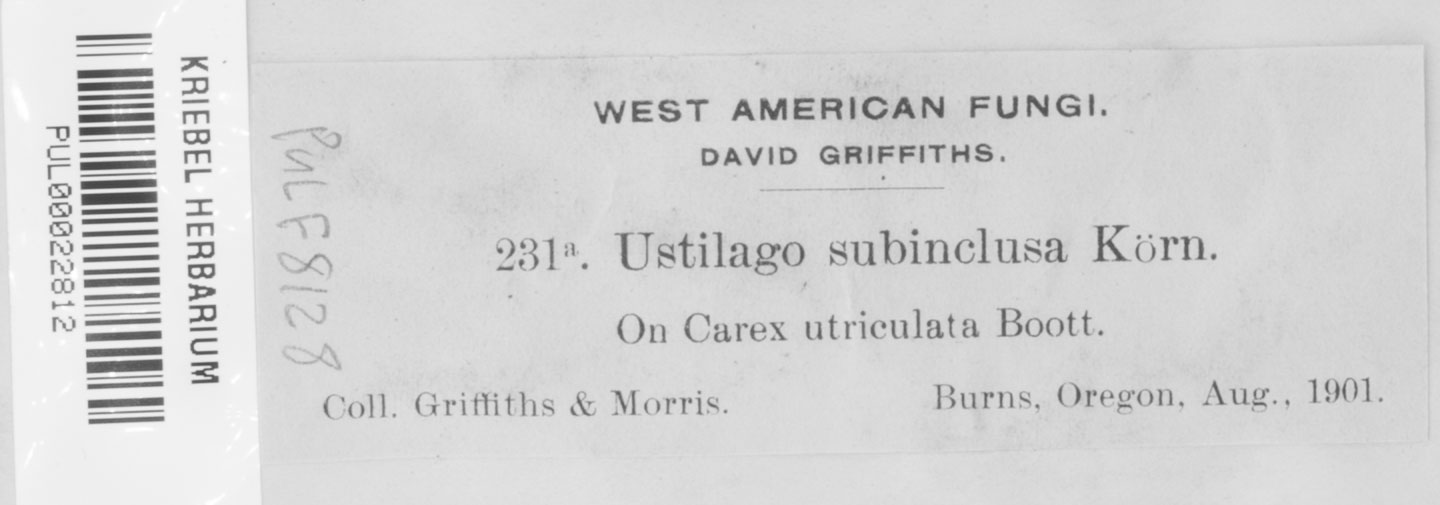 KRIEBEL HERBARIUM
PUL00022812
PULF8128
WEST AMERICAN FUNGI.
DAVID GRIFFITHS.
231a. Ustilago subinclusa Körn.
On Carex utriculata Boott.
Coll. Griffiths & Morris.
Burns, Oregon, Aug., 1901.